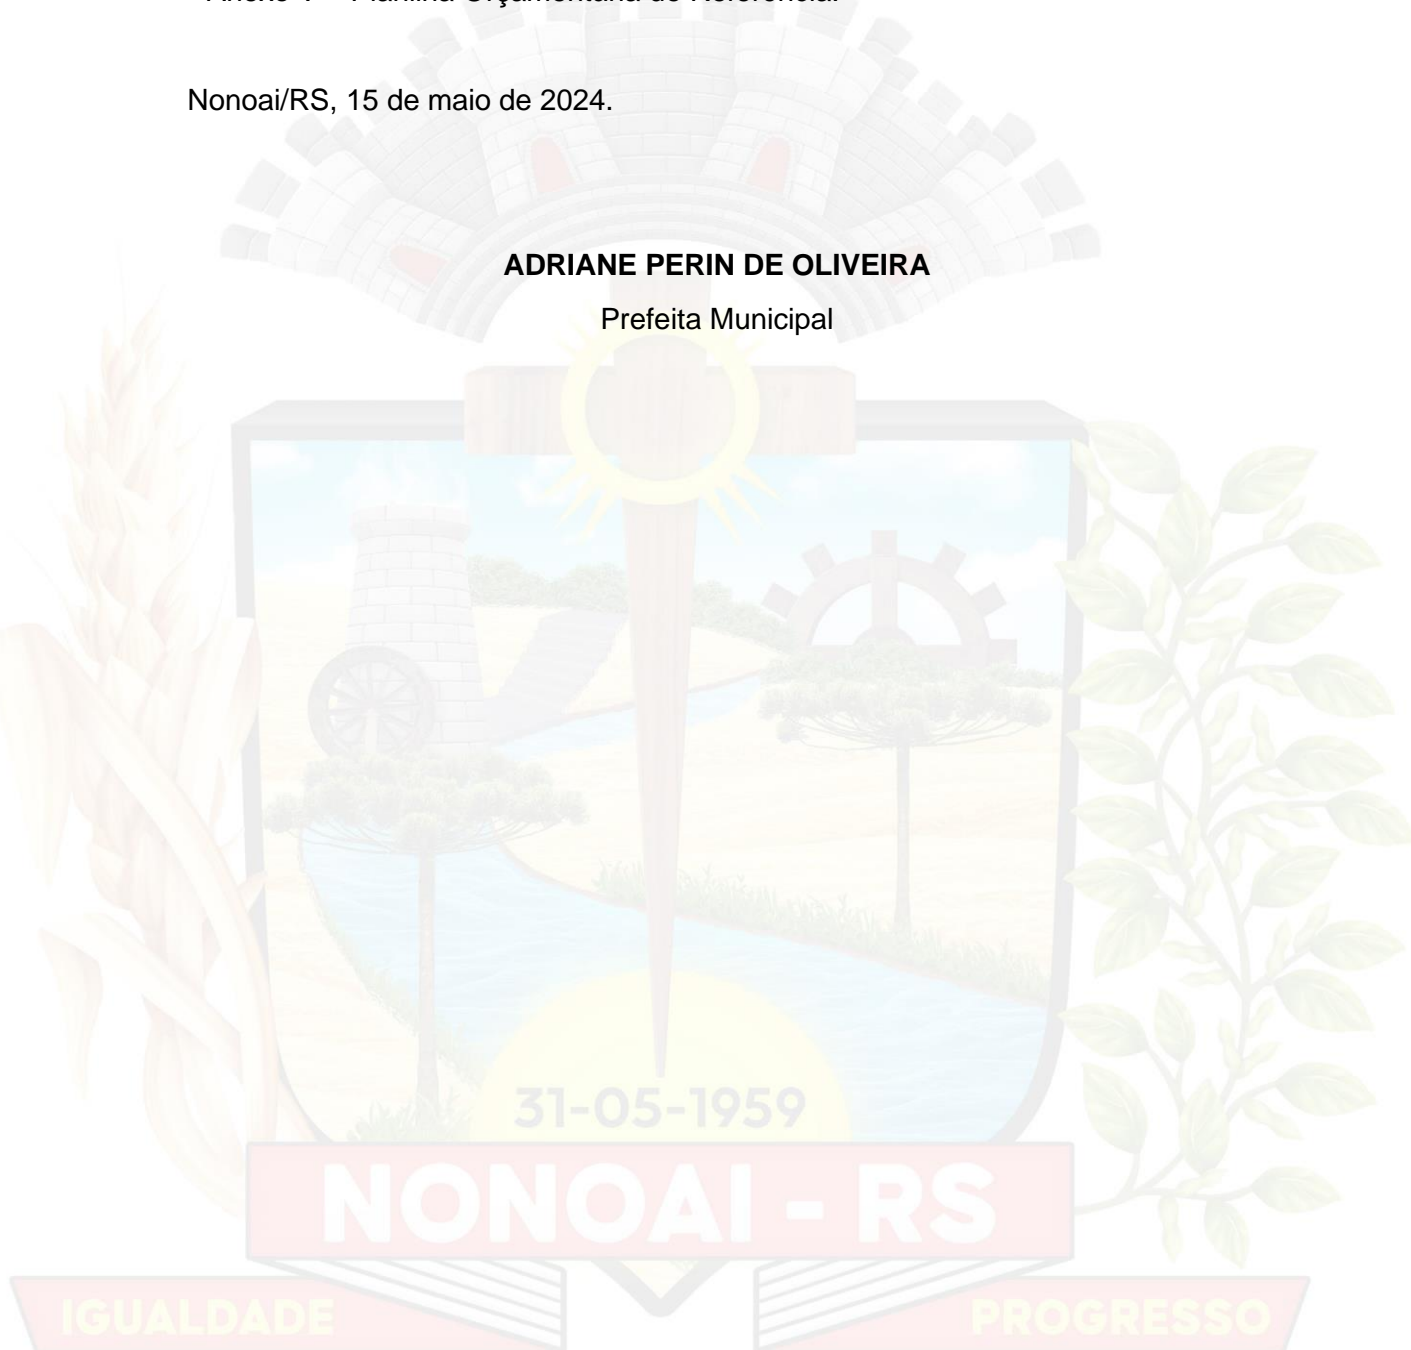 Nonoai/RS, 15 de maio de 2024.
ADRIANE PERIN DE OLIVEIRA
Prefeita Municipal
31-05-1959
NONOAI - RS
IGUALDADE
PROGRESSO